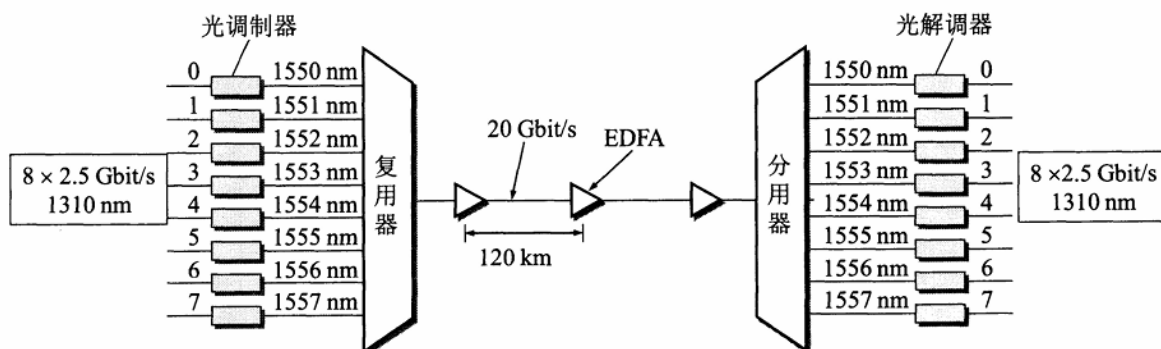 光调制器
光解调器
0 1550 nm
1 1551 nm
2 1552 nm
3 1553 nm
4 1554 nm
5 1555 nm
6 1556 nm
7 1557 nm
8 × 2.5 Gbit/s
1310 nm
复用器
20 Gbit/s
EDFA
120 km
分用器
1550 nm 0
1551 nm 1
1552 nm 2
1553 nm 3
1554 nm 4
1555 nm 5
1556 nm 6
1557 nm 7
8 ×2.5 Gbit/s
1310 nm